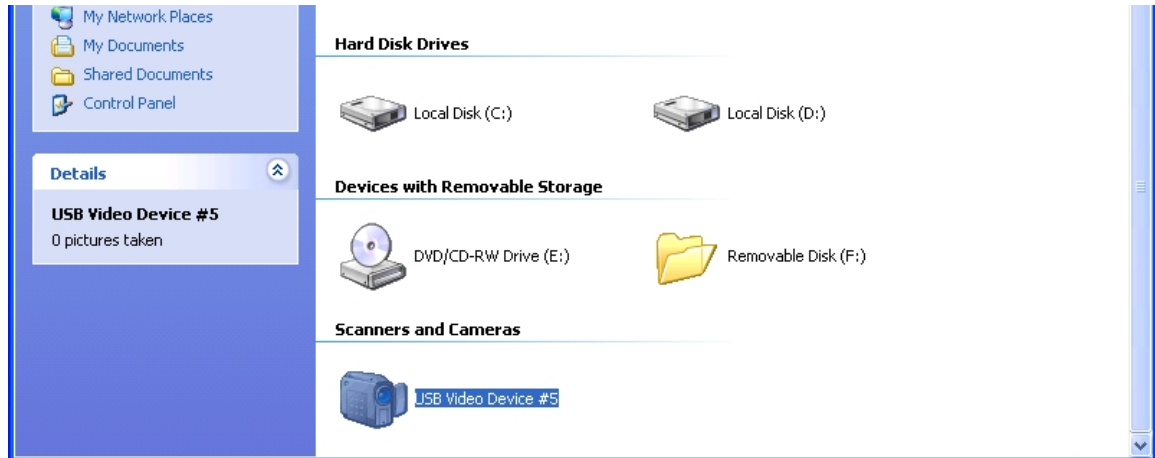 My Network Places
My Documents
Shared Documents
Control Panel
Details
USB Video Device #5
0 pictures taken
Hard Disk Drives
Local Disk (C:)
Local Disk (D:)
Devices with Removable Storage
DVD/CD-RW Drive (E:)
Removable Disk (F:)
Scanners and Cameras
USB Video Device #5